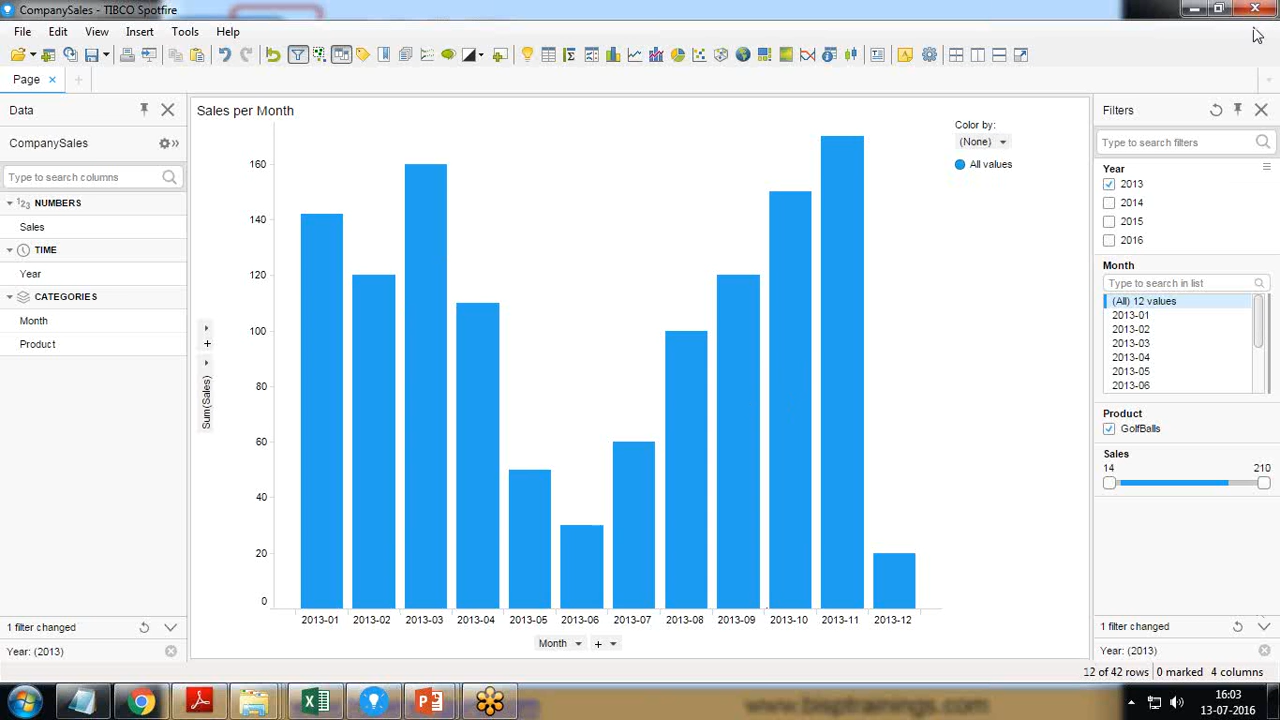 CompanySales - TIBCO Spotfire
File Edit View Insert Tools Help
Page
Data
CompanySales
Type to search columns
123 NUMBERS
Sales
TIME
Year
CATEGORIES
Month
Product
1 filter changed
Year: (2013)
Sales per Month
160
140
120
100
80
60
40
20
0
Sum(Sales)
2013-01 2013-02 2013-03 2013-04 2013-05 2013-06 2013-07 2013-08 2013-09 2013-10 2013-11 2013-12
Month
Color by:
(None)
All values
Filters
Type to search filters
Year
2013
2014
2015
2016
Month
Type to search in list
(All) 12 values
2013-01
2013-02
2013-03
2013-04
2013-05
2013-06
Product
GolfBalls
Sales
14 210
1 filter changed
Year: (2013)
12 of 42 rows 0 marked 4 columns
16:03
13-07-2016